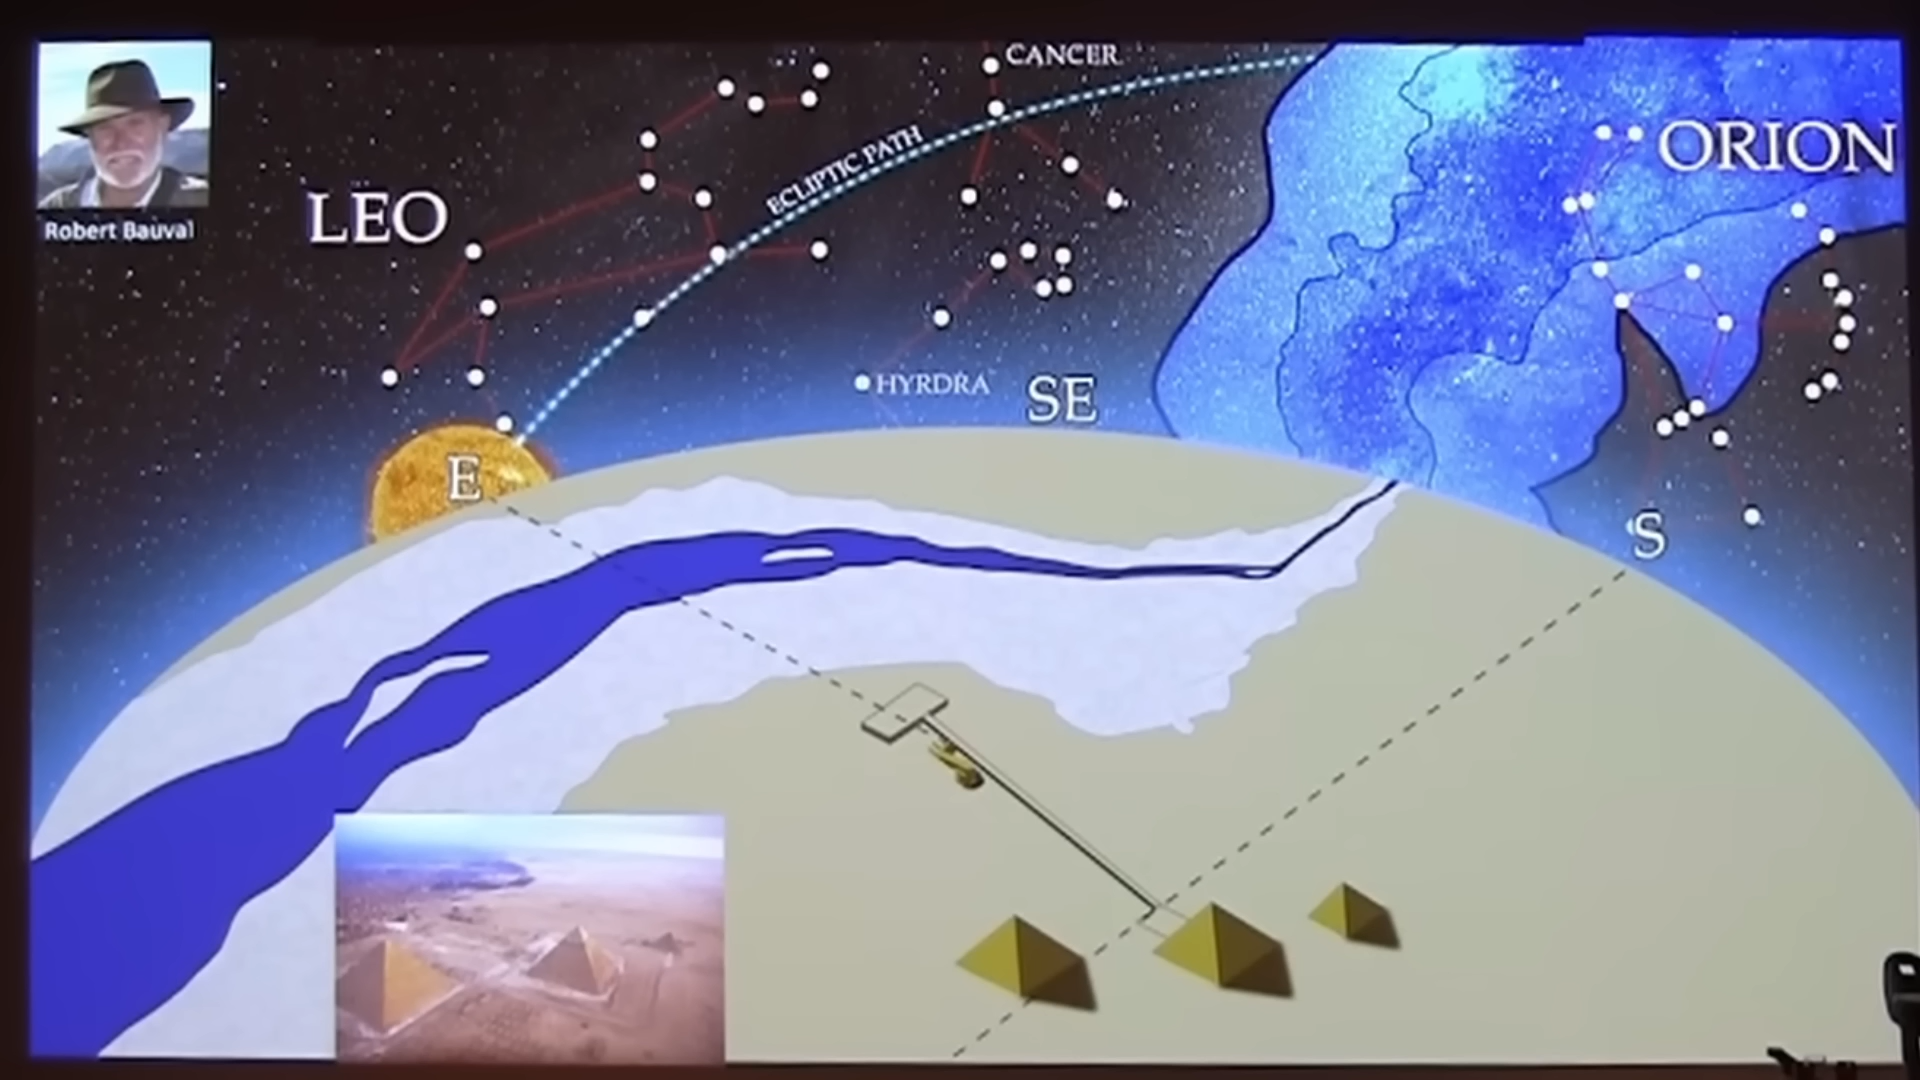 CANCER
ECLIPTIC PATH
ORION
LEO
Robert Bauval
HYRDRA
SE
E
S